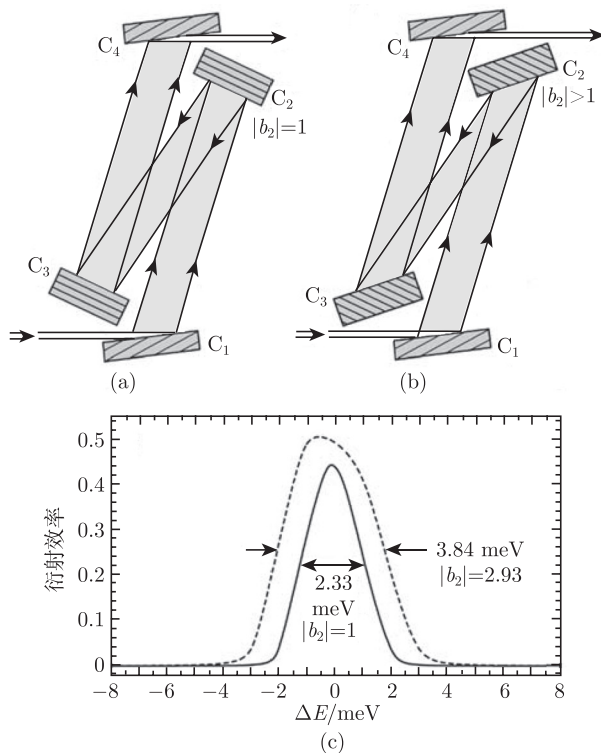 C₄
C₂
|b₂|=1
C₃
C₁
(a)
C₄
C₂
|b₂|>1
C₃
C₁
(b)
衍射效率
0.5
0.4
0.3
0.2
0.1
0
3.84 meV
|b₂|=2.93
2.33
meV
|b₂|=1
−8 −6 −4 −2 0 2 4 6 8
ΔE/meV
(c)